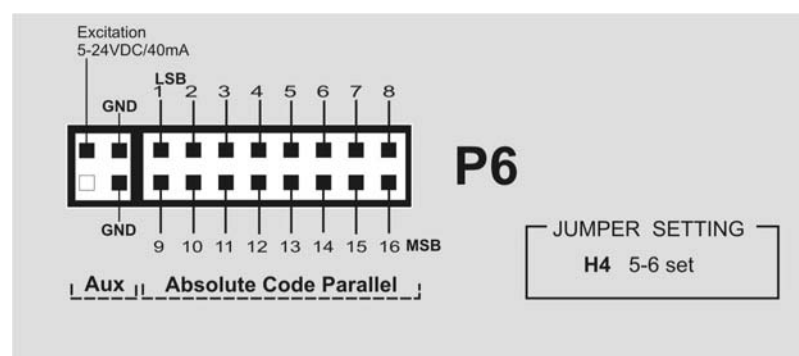 Excitation
5-24VDC/40mA
LSB
GND
1 2 3 4 5 6 7 8
P6
GND
9 10 11 12 13 14 15 16 MSB
Aux
Absolute Code Parallel
JUMPER SETTING
H4 5-6 set